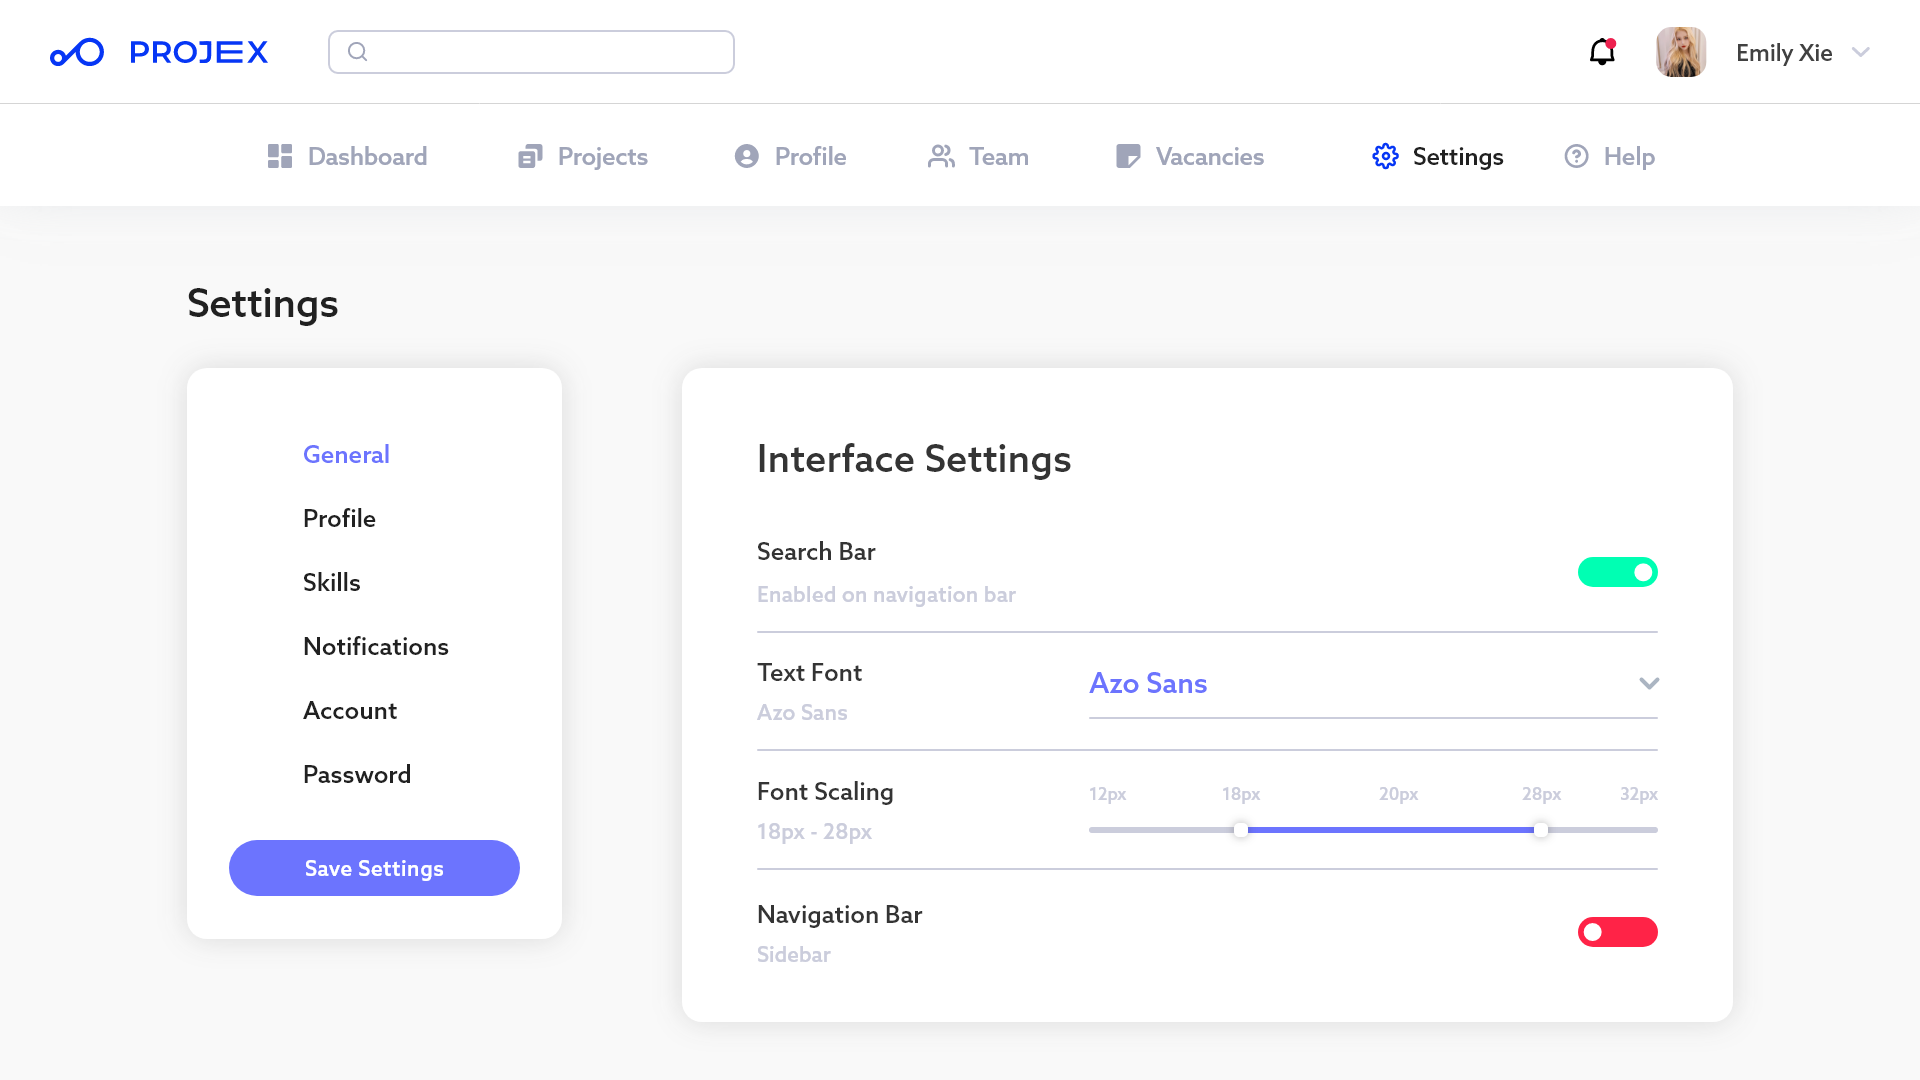 PROJEX
Emily Xie
Dashboard
Projects
Profile
Team
Vacancies
Settings
Help
Settings
General
Profile
Skills
Notifications
Account
Password
Save Settings
Interface Settings
Search Bar
Enabled on navigation bar
Text Font
Azo Sans
Azo Sans
Font Scaling
18px - 28px
12px 18px 20px 28px 32px
Navigation Bar
Sidebar